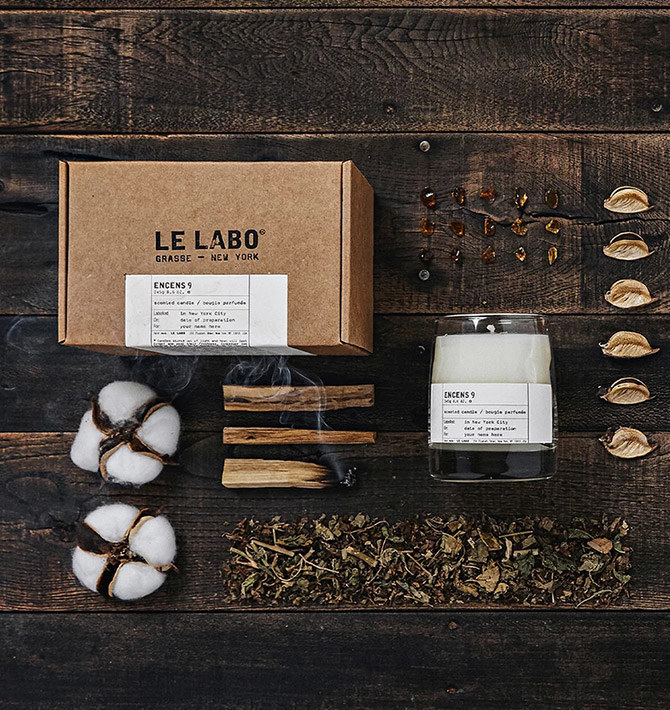 LE LABO®
GRASSE — NEW YORK
ENCENS 9
scented candle / bougie parfumée
Labeled in New York City
On: date of preparation
For: your name here
ENCENS 9
scented candle / bougie parfumée
Labeled in New York City
On: date of preparation
For: your name here